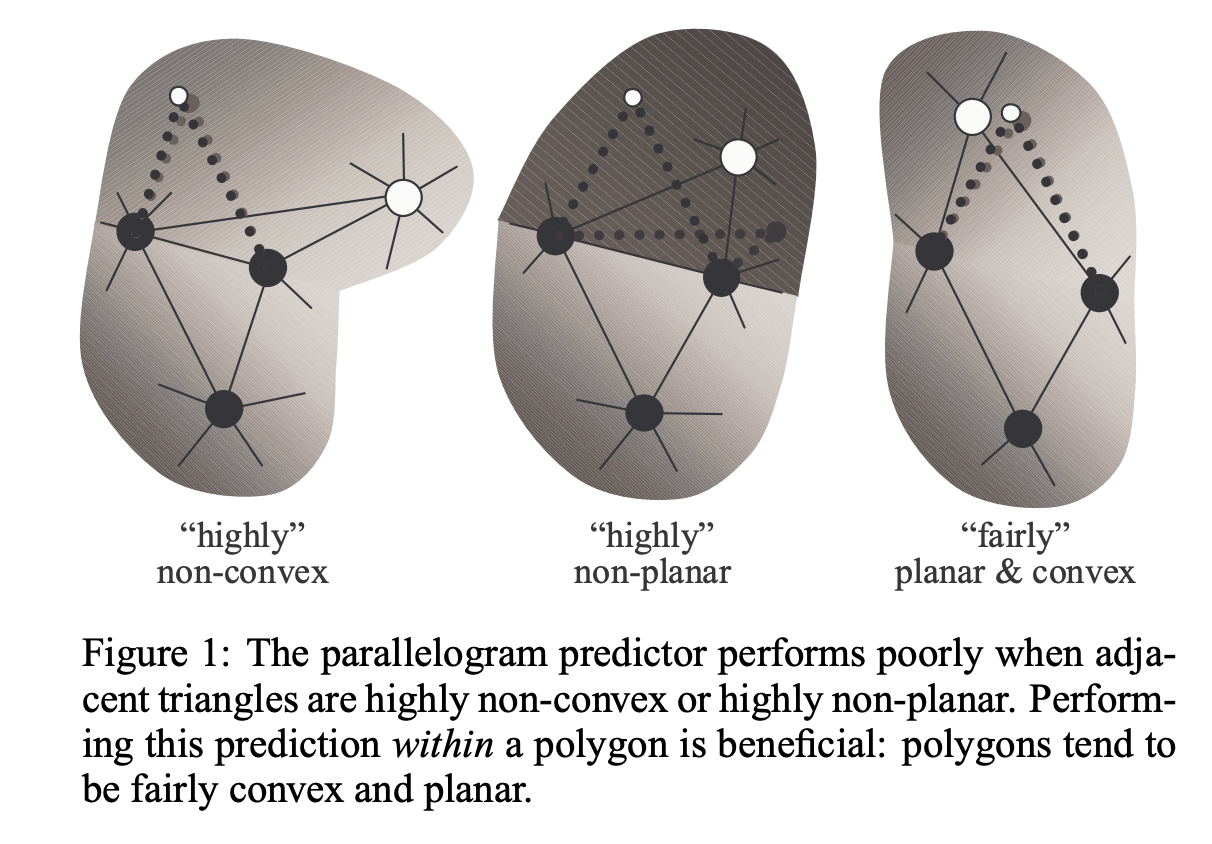 “highly”
non-convex
“highly”
non-planar
“fairly”
planar & convex
Figure 1: The parallelogram predictor performs poorly when adja-
cent triangles are highly non-convex or highly non-planar. Perform-
ing this prediction within a polygon is beneficial: polygons tend to
be fairly convex and planar.